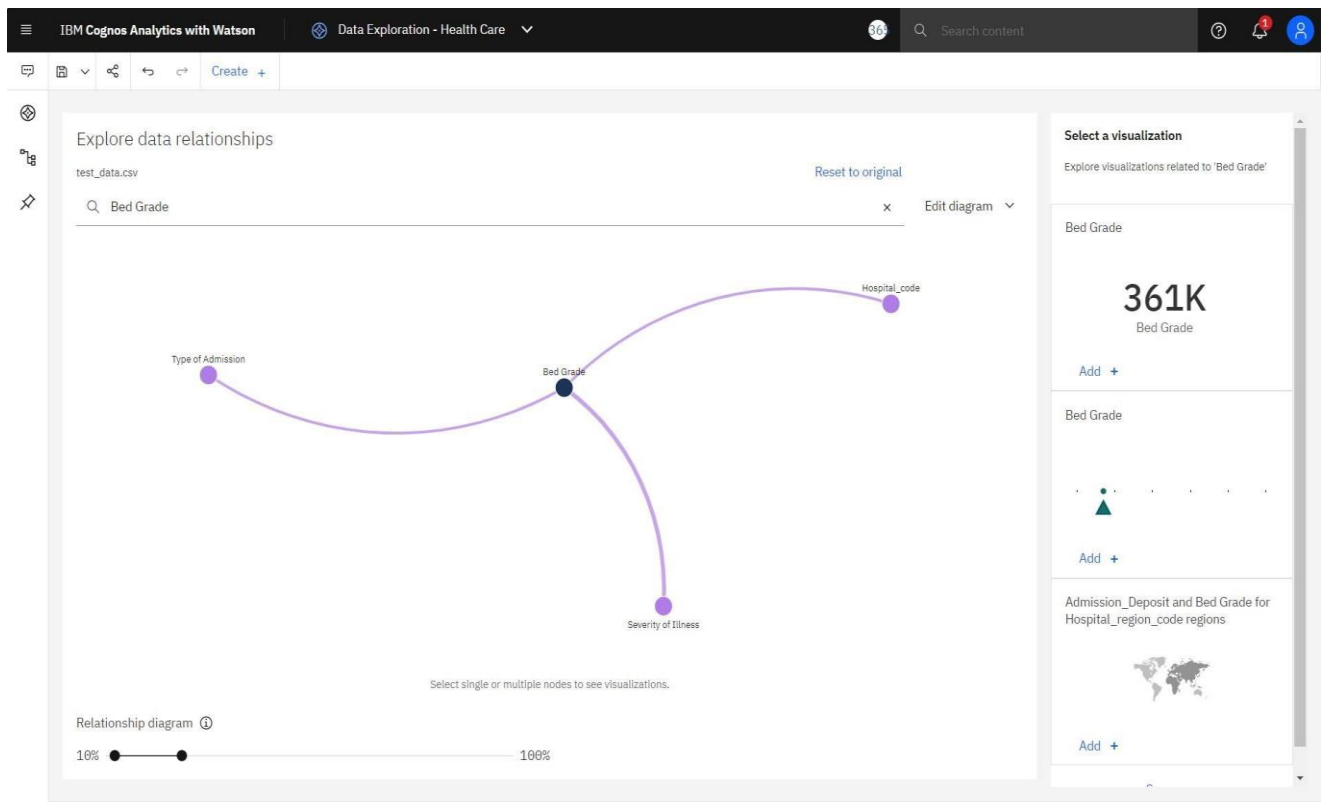 IBM Cognos Analytics with Watson
Data Exploration - Health Care
Search content
1
Create +
Explore data relationships
test_data.csv
Reset to original
Bed Grade
Edit diagram
Hospital_code
Type of Admission
Bed Grade
Severity of Illness
Select single or multiple nodes to see visualizations.
Relationship diagram
10%
100%
Select a visualization
Explore visualizations related to 'Bed Grade'
Bed Grade
361K
Bed Grade
Add +
Bed Grade
Add +
Admission_Deposit and Bed Grade for
Hospital_region_code regions
Add +